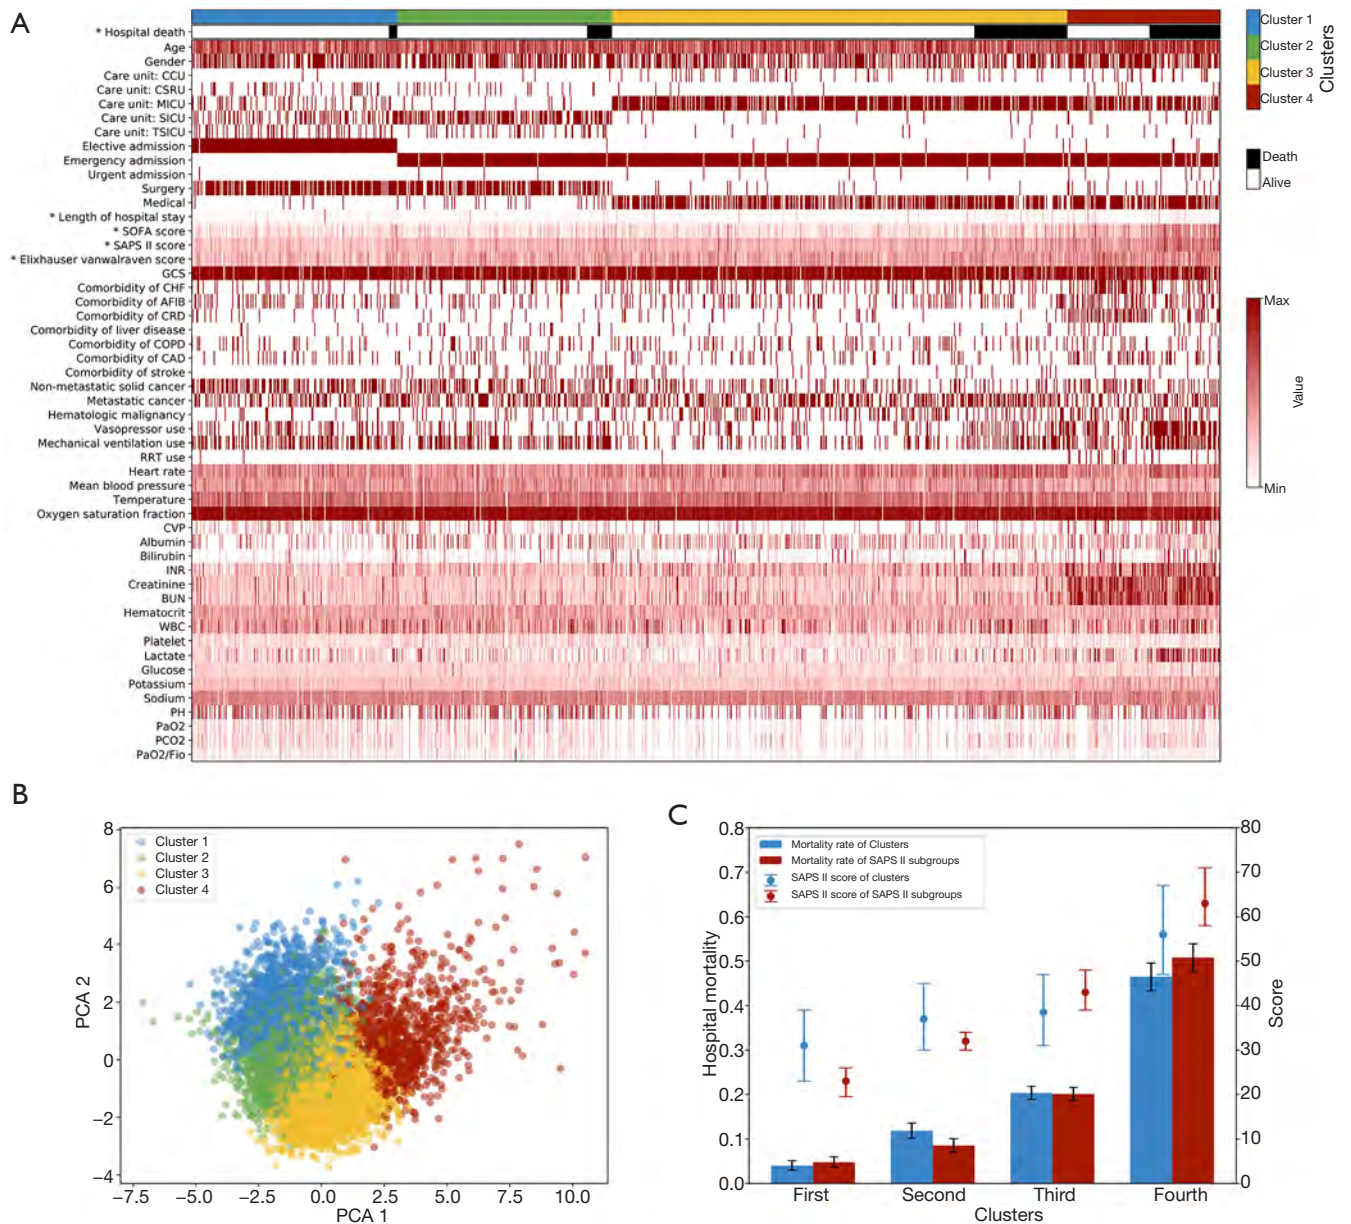 A
* Hospital death
Age
Gender
Care unit: CCU
Care unit: CSRU
Care unit: MICU
Care unit: SICU
Care unit: TSICU
Elective admission
Emergency admission
Urgent admission
Surgery
Medical
* Length of hospital stay
* SOFA score
* SAPS II score
* Elixhauser vanwalraven score
GCS
Comorbidity of CHF
Comorbidity of AFIB
Comorbidity of CRD
Comorbidity of liver disease
Comorbidity of COPD
Comorbidity of CAD
Comorbidity of stroke
Non-metastatic solid cancer
Metastatic cancer
Hematologic malignancy
Vasopressor use
Mechanical ventilation use
RRT use
Heart rate
Mean blood pressure
Temperature
Oxygen saturation fraction
CVP
Albumin
Bilirubin
INR
Creatinine
BUN
Hematocrit
WBC
Platelet
Lactate
Glucose
Potassium
Sodium
PH
PaO2
PCO2
PaO2/Fio
Cluster 1
Cluster 2
Cluster 3
Cluster 4
Clusters
Death
Alive
Max
Value
Min
B
8
6
4
2
0
−2
−4
PCA 2
Cluster 1
Cluster 2
Cluster 3
Cluster 4
−7.5 −5.0 −2.5 0.0 2.5 5.0 7.5 10.0
PCA 1
C
0.8
0.7
0.6
0.5
0.4
0.3
0.2
0.1
0.0
Hospital mortality
Mortality rate of Clusters
Mortality rate of SAPS II subgroups
SAPS II score of clusters
SAPS II score of SAPS II subgroups
80
70
60
50
40
30
20
10
0
Score
First Second Third Fourth
Clusters